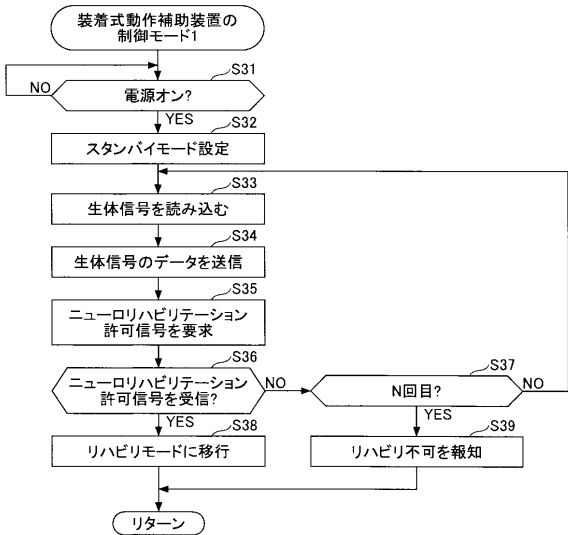 装着式動作補助装置の
制御モード1
S31
電源オン?
NO
YES
S32
スタンバイモード設定
S33
生体信号を読み込む
S34
生体信号のデータを送信
S35
ニューロリハビリテーション
許可信号を要求
S36
ニューロリハビリテーション
許可信号を受信?
NO
YES
S37
N回目?
NO
YES
S38
リハビリモードに移行
S39
リハビリ不可を報知
リターン